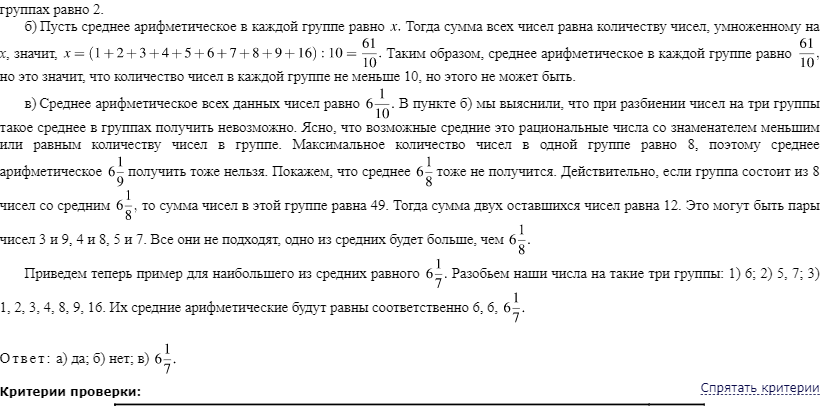 группах равно 2.
б) Пусть среднее арифметическое в каждой группе равно x. Тогда сумма всех чисел равна количеству чисел, умноженному на
x, значит, x = (1 + 2 + 3 + 4 + 5 + 6 + 7 + 8 + 9 + 16) : 10 = 61/10. Таким образом, среднее арифметическое в каждой группе равно 61/10,
но это значит, что количество чисел в каждой группе не меньше 10, но этого не может быть.
в) Среднее арифметическое всех данных чисел равно 6 1/10. В пункте б) мы выяснили, что при разбиении чисел на три группы
такое среднее в группах получить невозможно. Ясно, что возможные средние это рациональные числа со знаменателем меньшим
или равным количеству чисел в группе. Максимальное количество чисел в одной группе равно 8, поэтому среднее
арифметическое 6 1/9 получить тоже нельзя. Покажем, что среднее 6 1/8 тоже не получится. Действительно, если группа состоит из 8
чисел со средним 6 1/8, то сумма чисел в этой группе равна 49. Тогда сумма двух оставшихся чисел равна 12. Это могут быть пары
чисел 3 и 9, 4 и 8, 5 и 7. Все они не подходят, одно из средних будет больше, чем 6 1/8.
Приведем теперь пример для наибольшего из средних равного 6 1/7. Разобьем наши числа на такие три группы: 1) 6; 2) 5, 7; 3)
1, 2, 3, 4, 8, 9, 16. Их средние арифметические будут равны соответственно 6, 6, 6 1/7.
Ответ: а) да; б) нет; в) 6 1/7.
Критерии проверки:
Спрятать критерии